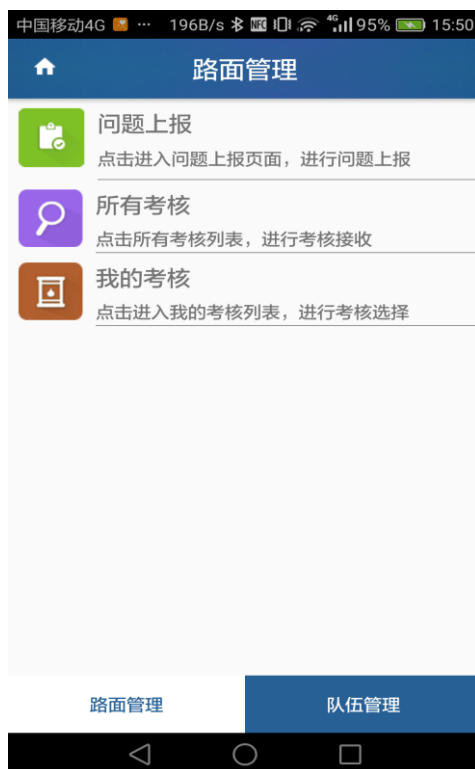 中国移动4G ... 196B/s NFC 4G 95% 15:50
路面管理
问题上报
点击进入问题上报页面，进行问题上报
所有考核
点击所有考核列表，进行考核接收
我的考核
点击进入我的考核列表，进行考核选择
路面管理 队伍管理